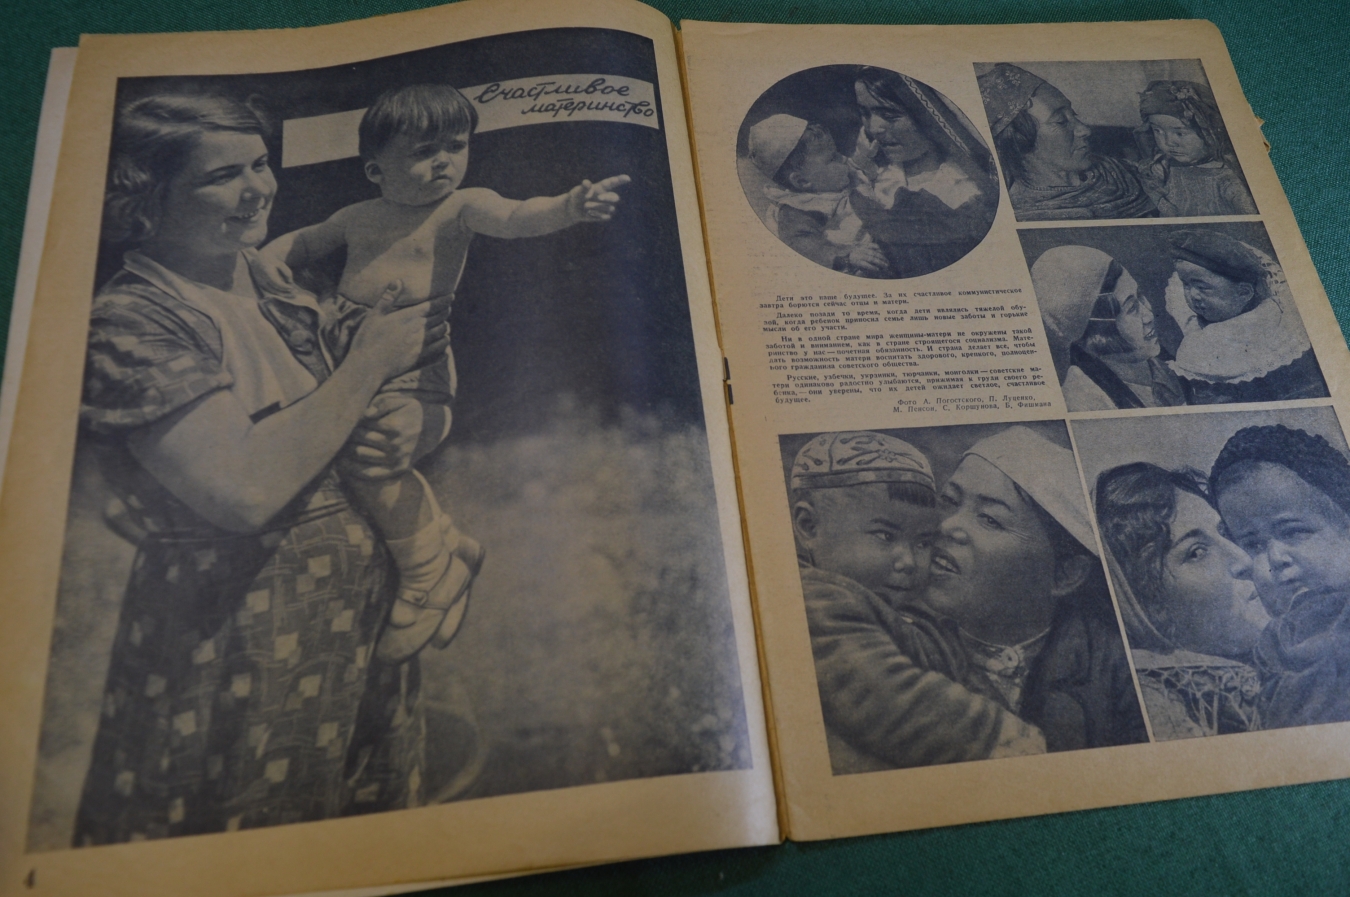 Счастливое
материнство
Дети это наше будущее. За их счастливое коммунистическое
завтра борются сейчас отцы и матери.
Далеко позади то время, когда дети являлись тяжелой обу-
зой, когда ребенок приносил семье лишь новые заботы и горькие
мысли об его участи.
Ни в одной стране мира женщины-матери не окружены такой
заботой и вниманием, как в стране строящегося социализма. Мате-
ринство у нас — почетная обязанность. И страна делает все, чтобы
дать возможность матери воспитать здорового, крепкого, полноцен-
ного гражданина советского общества.
Русские, узбечки, украинки, тюрчанки, монголки — советские ма-
тери одинаково радостно улыбаются, прижимая к груди своего ре-
бенка, — они уверены, что их детей ожидает светлое, счастливое
будущее.
Фото А. Погостского, П. Луценко,
М. Пенсон, С. Коршунова, Б. Фишмана
4